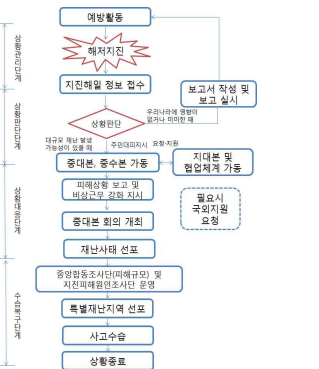 예방활동
해저지진
지진해일 정보 접수
보고서 작성 및
보고 실시
상황판단
우리나라에 영향이
없거나 미미한 때
대규모 재난 발생
가능성이 있을 때
주민대피지시
요청·지원
중대본, 중수본 가동
지대본 및
협업체계 가동
피해상황 보고 및
비상근무 강화 지시
필요시
국외지원
요청
중대본 회의 개최
재난사태 선포
중앙합동조사단(피해규모) 및
지진피해원인조사단 운영
특별재난지역 선포
사고수습
상황종료
상황관리단계
상황판단단계
상황대응단계
수습복구단계